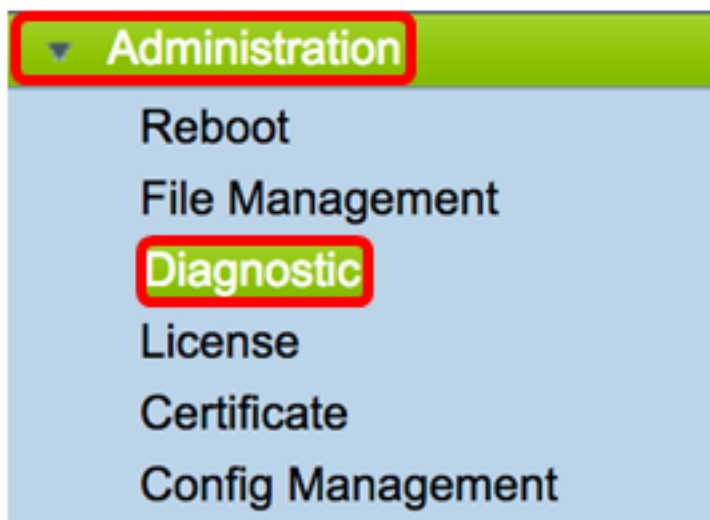 Administration
Reboot
File Management
Diagnostic
License
Certificate
Config Management